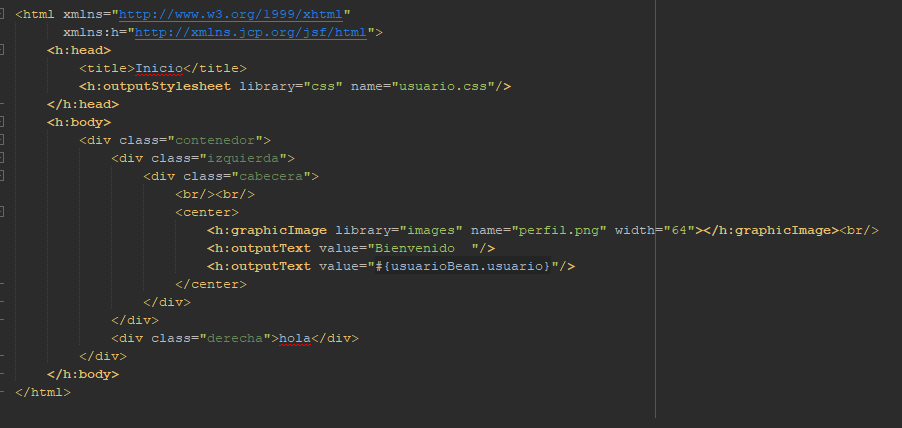 <html xmlns="http://www.w3.org/1999/xhtml"
xmlns:h="http://xmlns.jcp.org/jsf/html">
<h:head>
<title>Inicio</title>
<h:outputStylesheet library="css" name="usuario.css"/>
</h:head>
<h:body>
<div class="contenedor">
<div class="izquierda">
<div class="cabecera">
<br/><br/>
<center>
<h:graphicImage library="images" name="perfil.png" width="64"></h:graphicImage><br/>
<h:outputText value="Bienvenido  "/>
<h:outputText value="#{usuarioBean.usuario}"/>
</center>
</div>
</div>
<div class="derecha">hola</div>
</div>
</h:body>
</html>